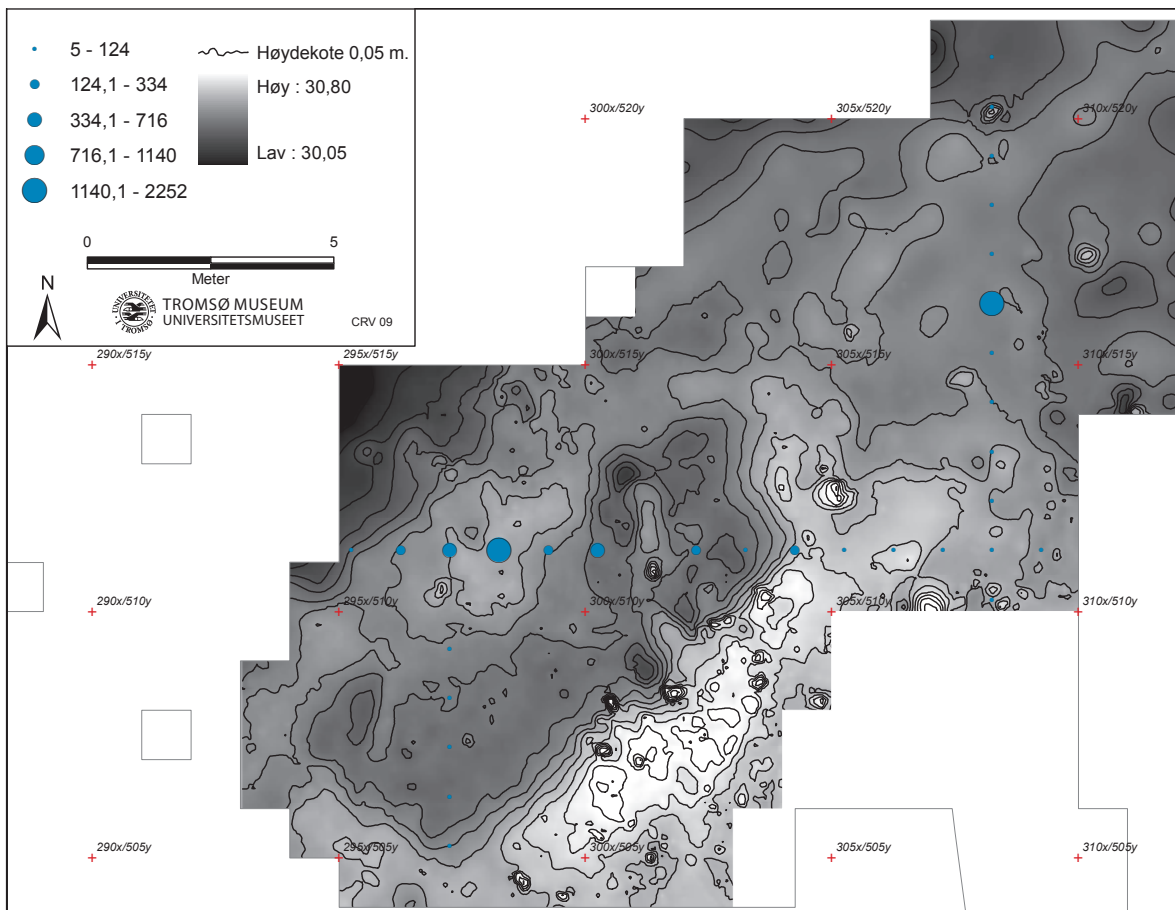 5 - 124
124,1 - 334
334,1 - 716
716,1 - 1140
1140,1 - 2252
Høydekote 0,05 m.
Høy : 30,80
Lav : 30,05
0 5
Meter
N
UNIVERSITETET I TROMSØ
TROMSØ MUSEUM
UNIVERSITETSMUSEET
CRV 09
300x/520y 305x/520y 310x/520y
290x/515y 295x/515y 300x/515y 305x/515y 310x/515y
290x/510y 295x/510y 300x/510y 305x/510y 310x/510y
290x/505y 295x/505y 300x/505y 305x/505y 310x/505y